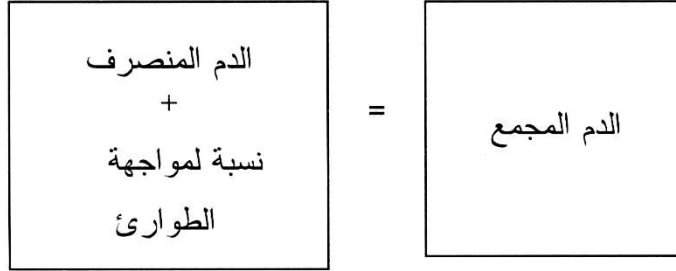 الدم المجمع
=
الدم المنصرف
+
نسبة لمواجهة
الطوارئ